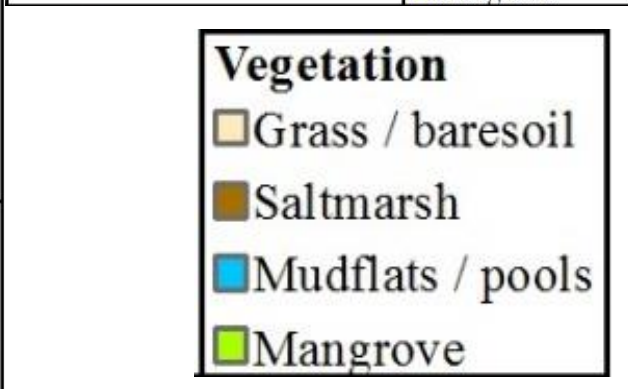 Vegetation
Grass / baresoil
Saltmarsh
Mudflats / pools
Mangrove